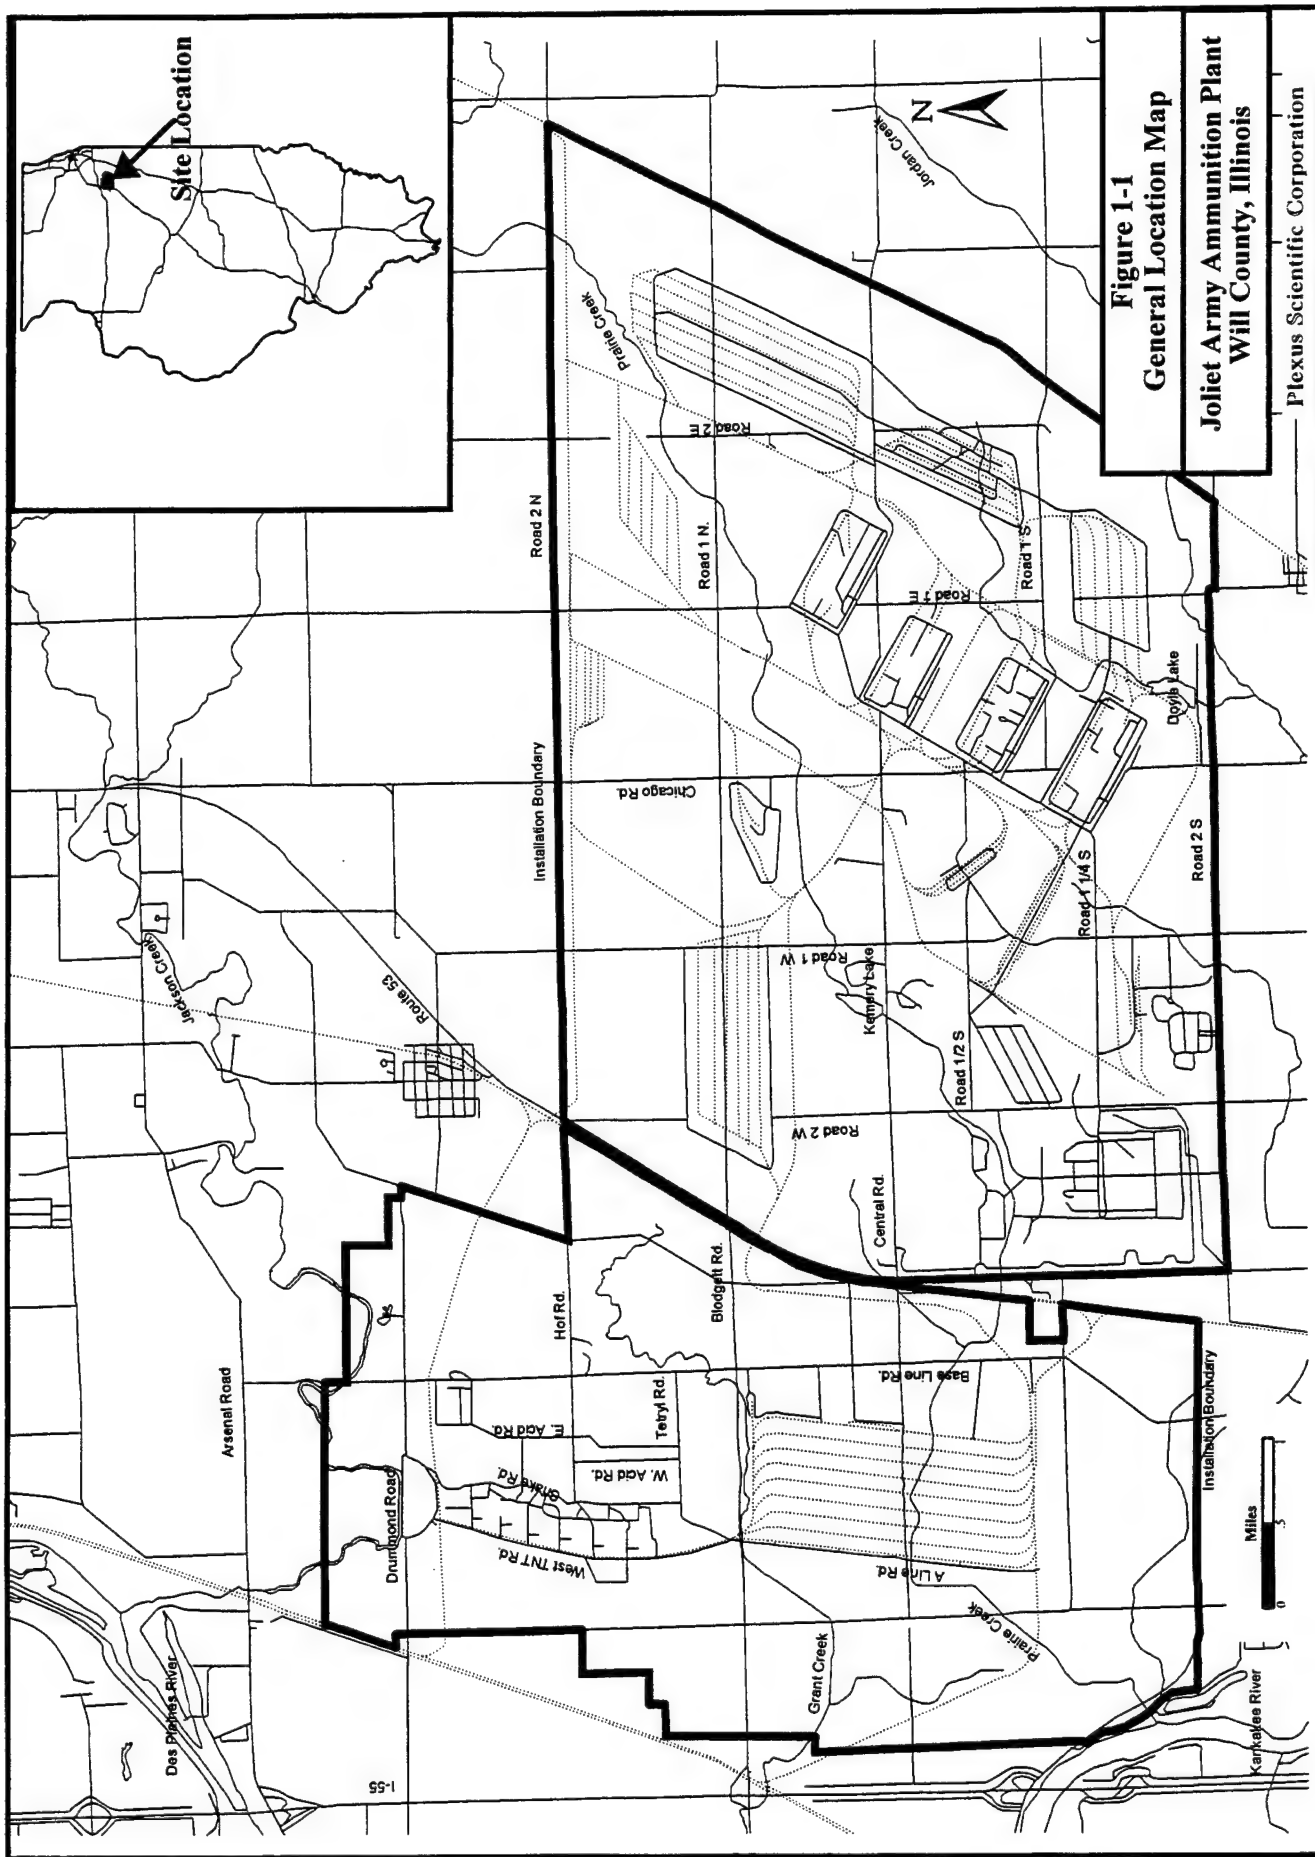 Site Location
N
Figure 1-1
General Location Map
Joliet Army Ammunition Plant
Will County, Illinois
Plexus Scientific Corporation
Jordan Creek
Prairie Creek
Road 2 E
Road 2 N
Road 1 N.
Road 1 S
Road 1 E
Doyle Lake
Installation Boundary
Chicago Rd.
Road 2 S
Road 1 1/4 S
Jackson Creek
Route 53
Road 1 W
Kemery Lake
Road 1/2 S
Road 2 W
Central Rd.
Arsenal Road
Hof Rd.
Blodgett Rd.
Base Line Rd.
Tetryl Rd.
E. Acid Rd.
W. Acid Rd.
Snake Rd.
Drummond Road
West TNT Rd.
A Line Rd.
Installation Boundary
Miles
0
.5
1
Des Plaines River
Grant Creek
Prairie Creek
Kankakee River
I-55